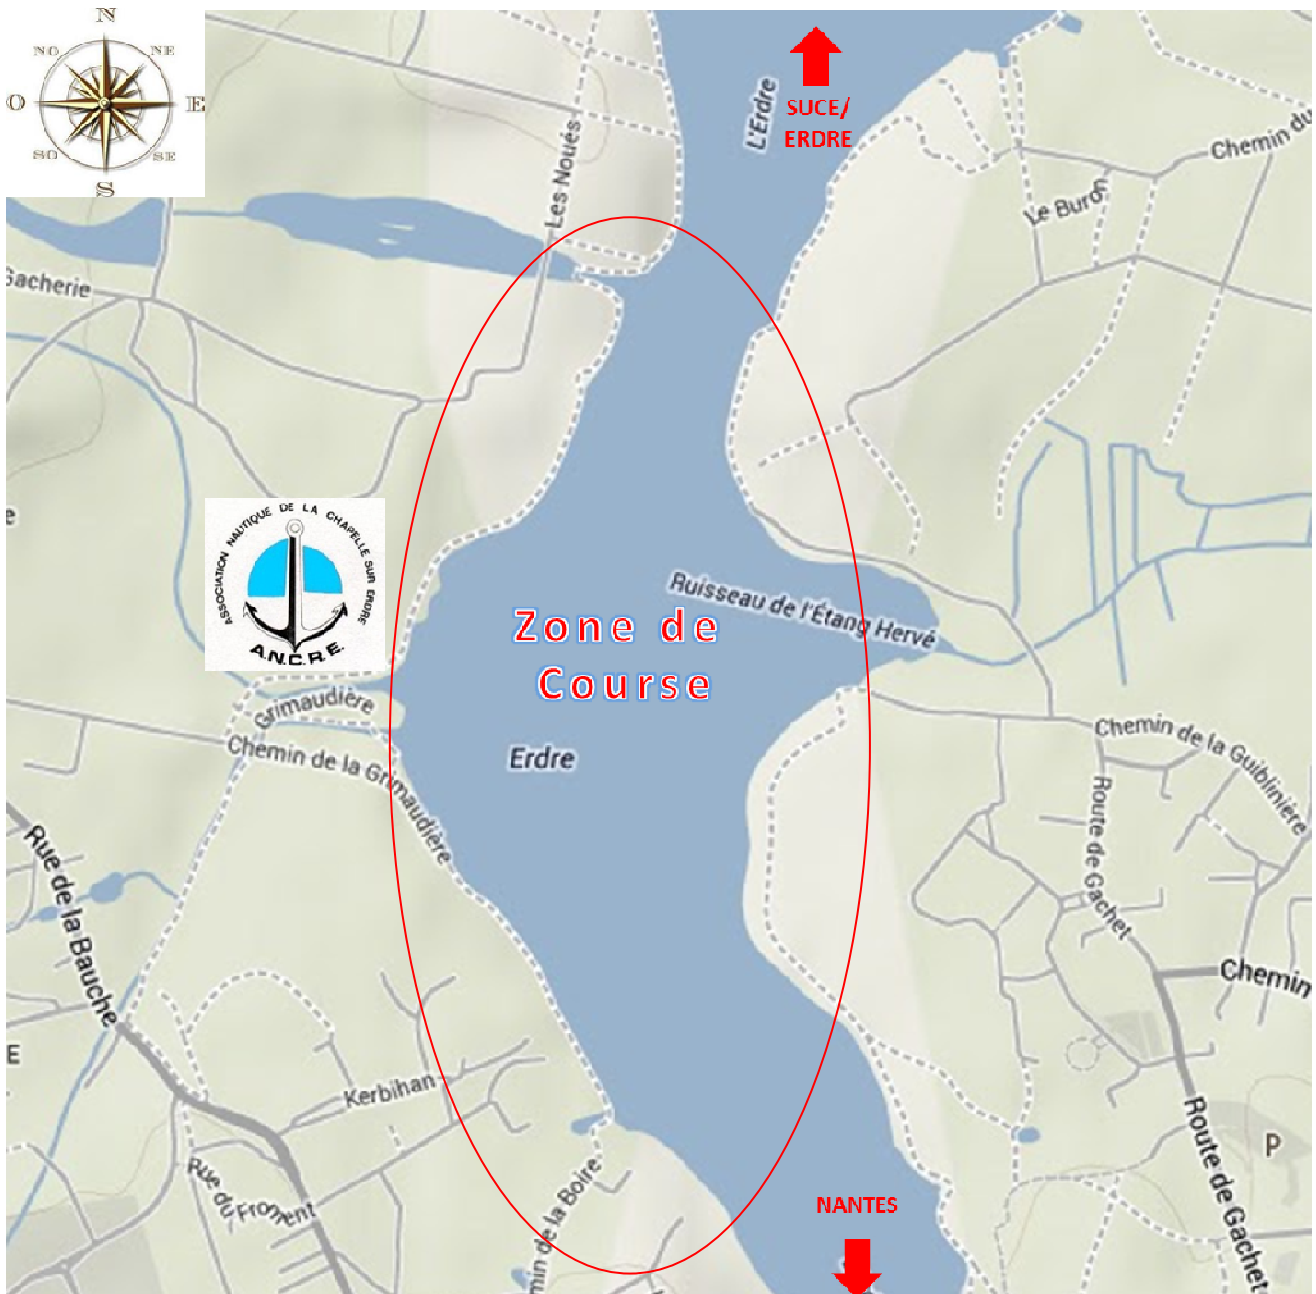 N
NO
NE
O
E
SO
SE
S
SUCE/
ERDRE
L'Erdre
Chemin du
Les Noués
Le Buron
Gacherie
ASSOCIATION NAUTIQUE DE LA CHAPELLE SUR ERDRE
A.N.C.R.E.
e
Ruisseau de l'Étang Hervé
Zone de
Course
Grimaudière
Chemin de la Grimaudière
Erdre
Chemin de la Guiblinière
Route de Gachet
Rue de la Bauche
Chemin
E
Kerbihan
Route de Gachet
P
Rue du Froment
min de la Boire
NANTES